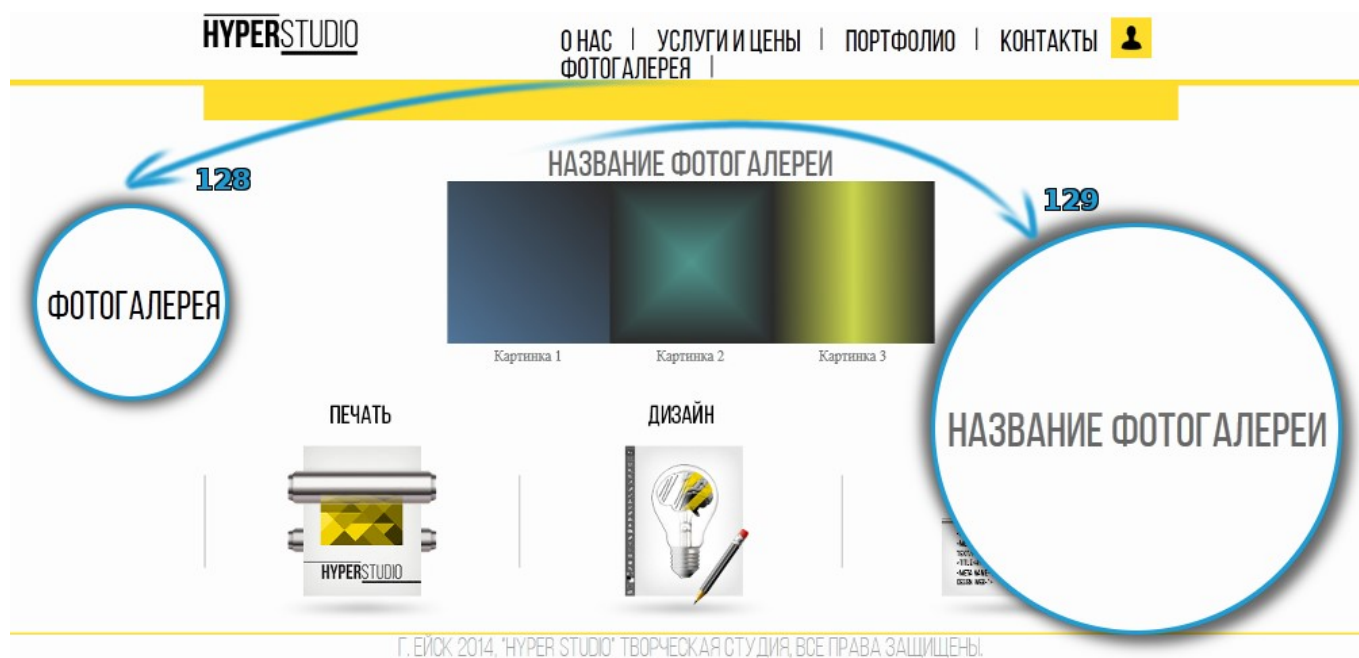 HYPERSTUDIO
О НАС | УСЛУГИ И ЦЕНЫ | ПОРТФОЛИО | КОНТАКТЫ
ФОТОГАЛЕРЕЯ |
128
НАЗВАНИЕ ФОТОГАЛЕРЕИ
129
ФОТОГАЛЕРЕЯ
Картинка 1 Картинка 2 Картинка 3
ПЕЧАТЬ ДИЗАЙН
НАЗВАНИЕ ФОТОГАЛЕРЕИ
HYPERSTUDIO
Г. ЕЙСК 2014, "HYPER STUDIO" ТВОРЧЕСКАЯ СТУДИЯ, ВСЕ ПРАВА ЗАЩИЩЕНЫ.